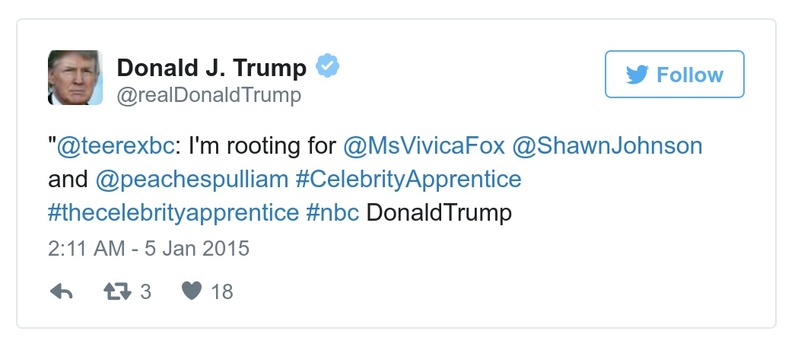 Donald J. Trump
@realDonaldTrump
Follow
"@teerexbc: I'm rooting for @MsVivicaFox @ShawnJohnson
and @peachespulliam #CelebrityApprentice
#thecelebrityapprentice #nbc DonaldTrump
2:11 AM - 5 Jan 2015
3
18